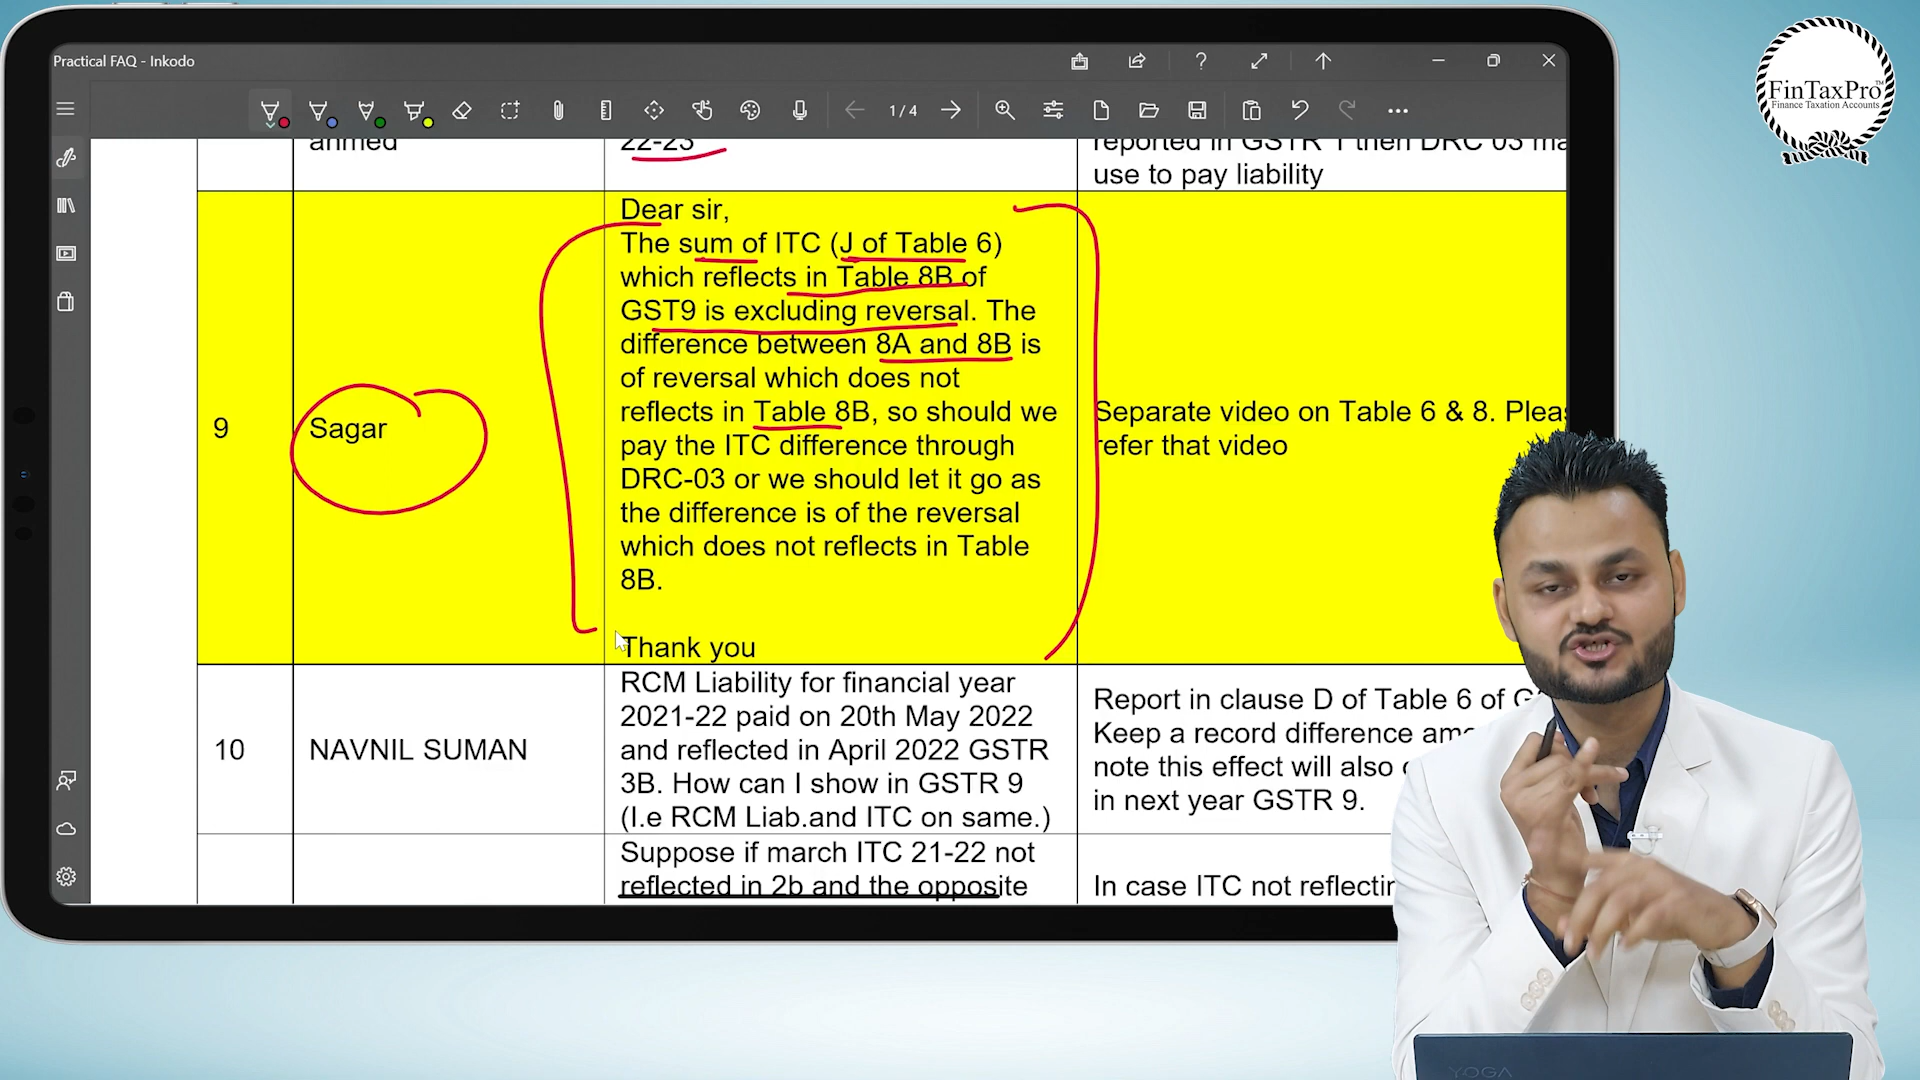 Practical FAQ - Inkodo
1/4
FinTaxPro™
Finance Taxation Accounts
ahmed
22-23
reported in GSTR 1 then DRC 03 ma
use to pay liability
9
Sagar
Dear sir,
The sum of ITC (J of Table 6)
which reflects in Table 8B of
GST9 is excluding reversal. The
difference between 8A and 8B is
of reversal which does not
reflects in Table 8B, so should we
pay the ITC difference through
DRC-03 or we should let it go as
the difference is of the reversal
which does not reflects in Table
8B.
Thank you
Separate video on Table 6 & 8. Pleas
refer that video
10
NAVNIL SUMAN
RCM Liability for financial year
2021-22 paid on 20th May 2022
and reflected in April 2022 GSTR
3B. How can I show in GSTR 9
(I.e RCM Liab.and ITC on same.)
Report in clause D of Table 6 of G
Keep a record difference amo
note this effect will also
in next year GSTR 9.
Suppose if march ITC 21-22 not
reflected in 2b and the opposite
In case ITC not reflectin
YOGA